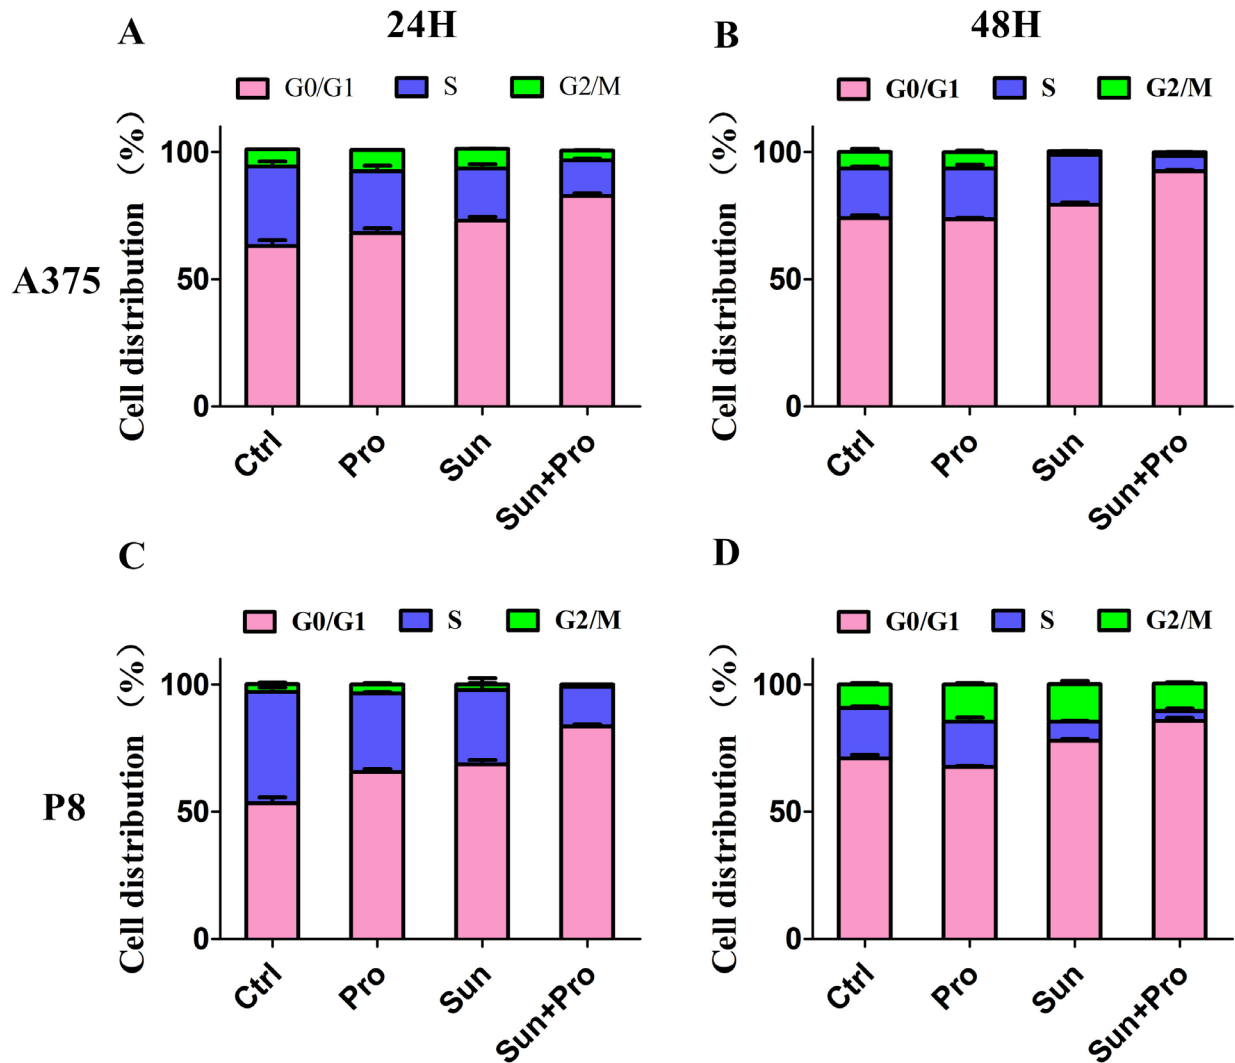 A 24H
G0/G1 S G2/M
Cell distribution （%）
100
50
0
A375
Ctrl Pro Sun Sun+Pro
B 48H
G0/G1 S G2/M
Cell distribution （%）
100
50
0
Ctrl Pro Sun Sun+Pro
C
G0/G1 S G2/M
Cell distribution （%）
100
50
0
P8
Ctrl Pro Sun Sun+Pro
D
G0/G1 S G2/M
Cell distribution （%）
100
50
0
Ctrl Pro Sun Sun+Pro